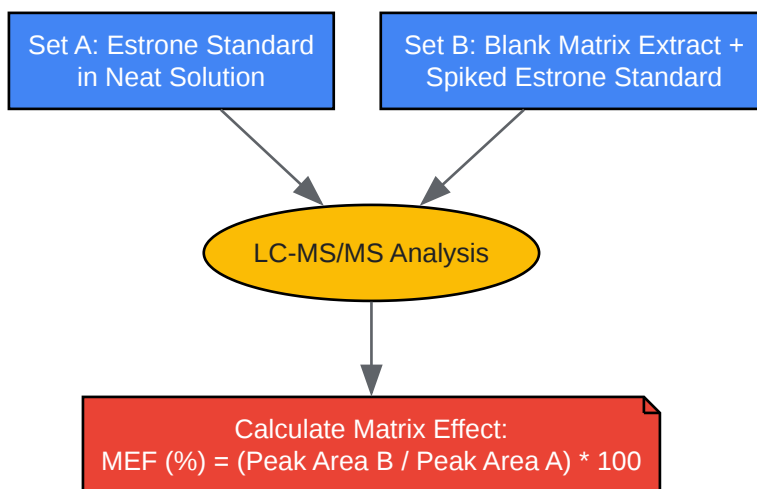 Set A: Estrone Standard
in Neat Solution
Set B: Blank Matrix Extract +
Spiked Estrone Standard
LC-MS/MS Analysis
Calculate Matrix Effect:
MEF (%) = (Peak Area B / Peak Area A) * 100